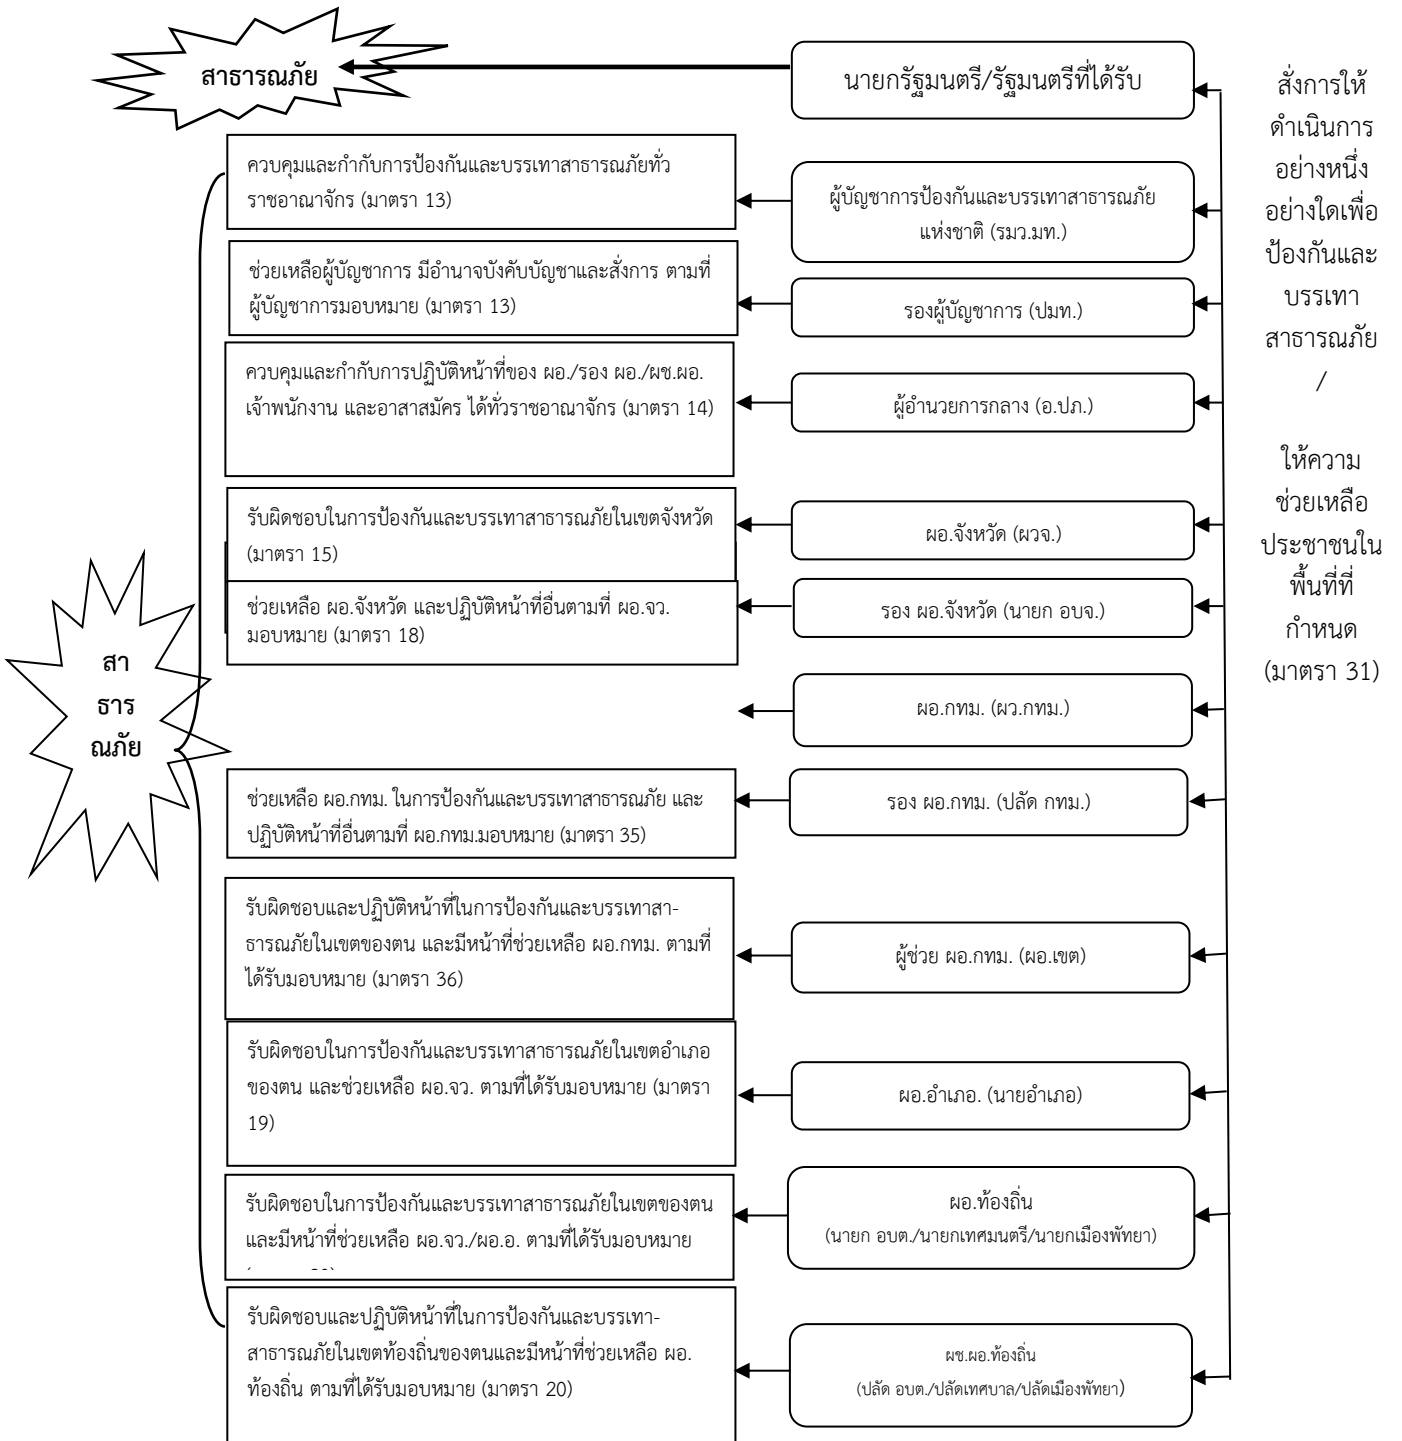 สาธารณภัย
นายกรัฐมนตรี/รัฐมนตรีที่ได้รับ
สั่งการให้
ดำเนินการ
อย่างหนึ่ง
อย่างใดเพื่อ
ป้องกันและ
บรรเทา
สาธารณภัย
/
ให้ความ
ช่วยเหลือ
ประชาชนใน
พื้นที่ที่
กำหนด
(มาตรา 31)
ควบคุมและกำกับการป้องกันและบรรเทาสาธารณภัยทั่ว
ราชอาณาจักร (มาตรา 13)
ผู้บัญชาการป้องกันและบรรเทาสาธารณภัย
แห่งชาติ (รมว.มท.)
ช่วยเหลือผู้บัญชาการ มีอำนาจบังคับบัญชาและสั่งการ ตามที่
ผู้บัญชาการมอบหมาย (มาตรา 13)
รองผู้บัญชาการ (ปมท.)
ควบคุมและกำกับการปฏิบัติหน้าที่ของ ผอ./รอง ผอ./ผช.ผอ.
เจ้าพนักงาน และอาสาสมัคร ได้ทั่วราชอาณาจักร (มาตรา 14)
ผู้อำนวยการกลาง (อ.ปภ.)
รับผิดชอบในการป้องกันและบรรเทาสาธารณภัยในเขตจังหวัด
(มาตรา 15)
ผอ.จังหวัด (ผวจ.)
ช่วยเหลือ ผอ.จังหวัด และปฏิบัติหน้าที่อื่นตามที่ ผอ.จว.
มอบหมาย (มาตรา 18)
รอง ผอ.จังหวัด (นายก อบจ.)
สา
ธาร
ณภัย
ผอ.กทม. (ผว.กทม.)
ช่วยเหลือ ผอ.กทม. ในการป้องกันและบรรเทาสาธารณภัย และ
ปฏิบัติหน้าที่อื่นตามที่ ผอ.กทม.มอบหมาย (มาตรา 35)
รอง ผอ.กทม. (ปลัด กทม.)
รับผิดชอบและปฏิบัติหน้าที่ในการป้องกันและบรรเทาสา-
ธารณภัยในเขตของตน และมีหน้าที่ช่วยเหลือ ผอ.กทม. ตามที่
ได้รับมอบหมาย (มาตรา 36)
ผู้ช่วย ผอ.กทม. (ผอ.เขต)
รับผิดชอบในการป้องกันและบรรเทาสาธารณภัยในเขตอำเภอ
ของตน และช่วยเหลือ ผอ.จว. ตามที่ได้รับมอบหมาย (มาตรา
19)
ผอ.อำเภอ. (นายอำเภอ)
รับผิดชอบในการป้องกันและบรรเทาสาธารณภัยในเขตของตน
และมีหน้าที่ช่วยเหลือ ผอ.จว./ผอ.อ. ตามที่ได้รับมอบหมาย
ผอ.ท้องถิ่น
(นายก อบต./นายกเทศมนตรี/นายกเมืองพัทยา)
รับผิดชอบและปฏิบัติหน้าที่ในการป้องกันและบรรเทา-
สาธารณภัยในเขตท้องถิ่นของตนและมีหน้าที่ช่วยเหลือ ผอ.
ท้องถิ่น ตามที่ได้รับมอบหมาย (มาตรา 20)
ผช.ผอ.ท้องถิ่น
(ปลัด อบต./ปลัดเทศบาล/ปลัดเมืองพัทยา)